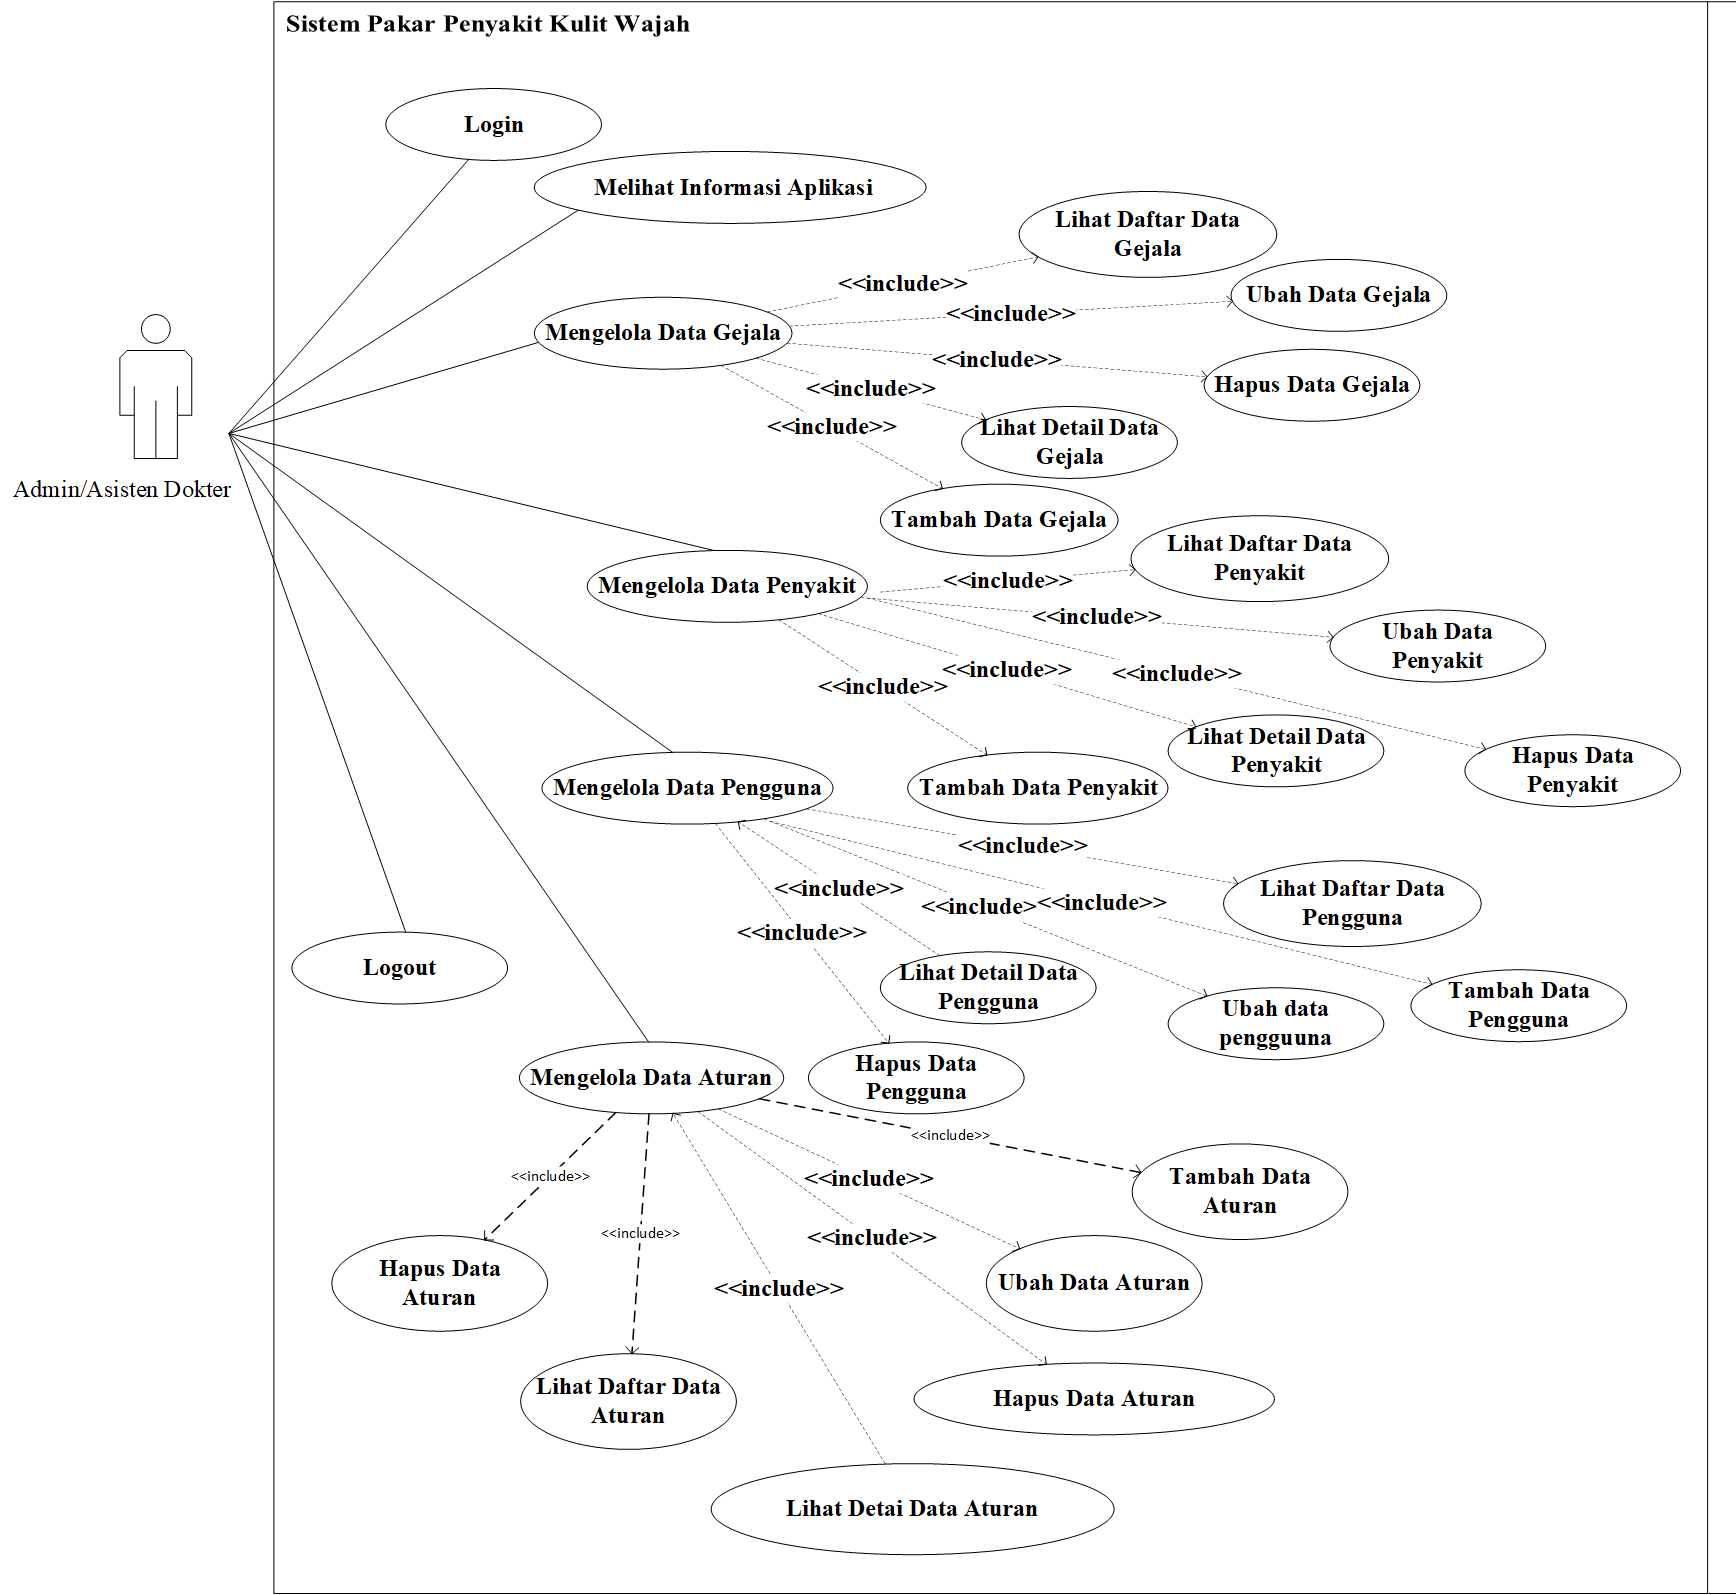 Sistem Pakar Penyakit Kulit Wajah
Login
Melihat Informasi Aplikasi
Lihat Daftar Data
Gejala
<<include>>
Ubah Data Gejala
<<include>>
Mengelola Data Gejala
<<include>>
Hapus Data Gejala
<<include>>
Lihat Detail Data
Gejala
<<include>>
Admin/Asisten Dokter
Tambah Data Gejala
Lihat Daftar Data
Penyakit
<<include>>
Mengelola Data Penyakit
<<include>>
Ubah Data
Penyakit
<<include>>
<<include>>
<<include>>
Lihat Detail Data
Penyakit
Hapus Data
Penyakit
Mengelola Data Pengguna
Tambah Data Penyakit
<<include>>
<<include>>
<<include>
<<include>>
Lihat Daftar Data
Pengguna
<<include>>
Logout
Lihat Detail Data
Pengguna
Tambah Data
Pengguna
Ubah data
pengguuna
Hapus Data
Pengguna
Mengelola Data Aturan
<<include>>
<<include>>
<<include>>
Tambah Data
Aturan
<<include>>
<<include>>
Hapus Data
Aturan
<<include>>
Ubah Data Aturan
Lihat Daftar Data
Aturan
Hapus Data Aturan
Lihat Detai Data Aturan